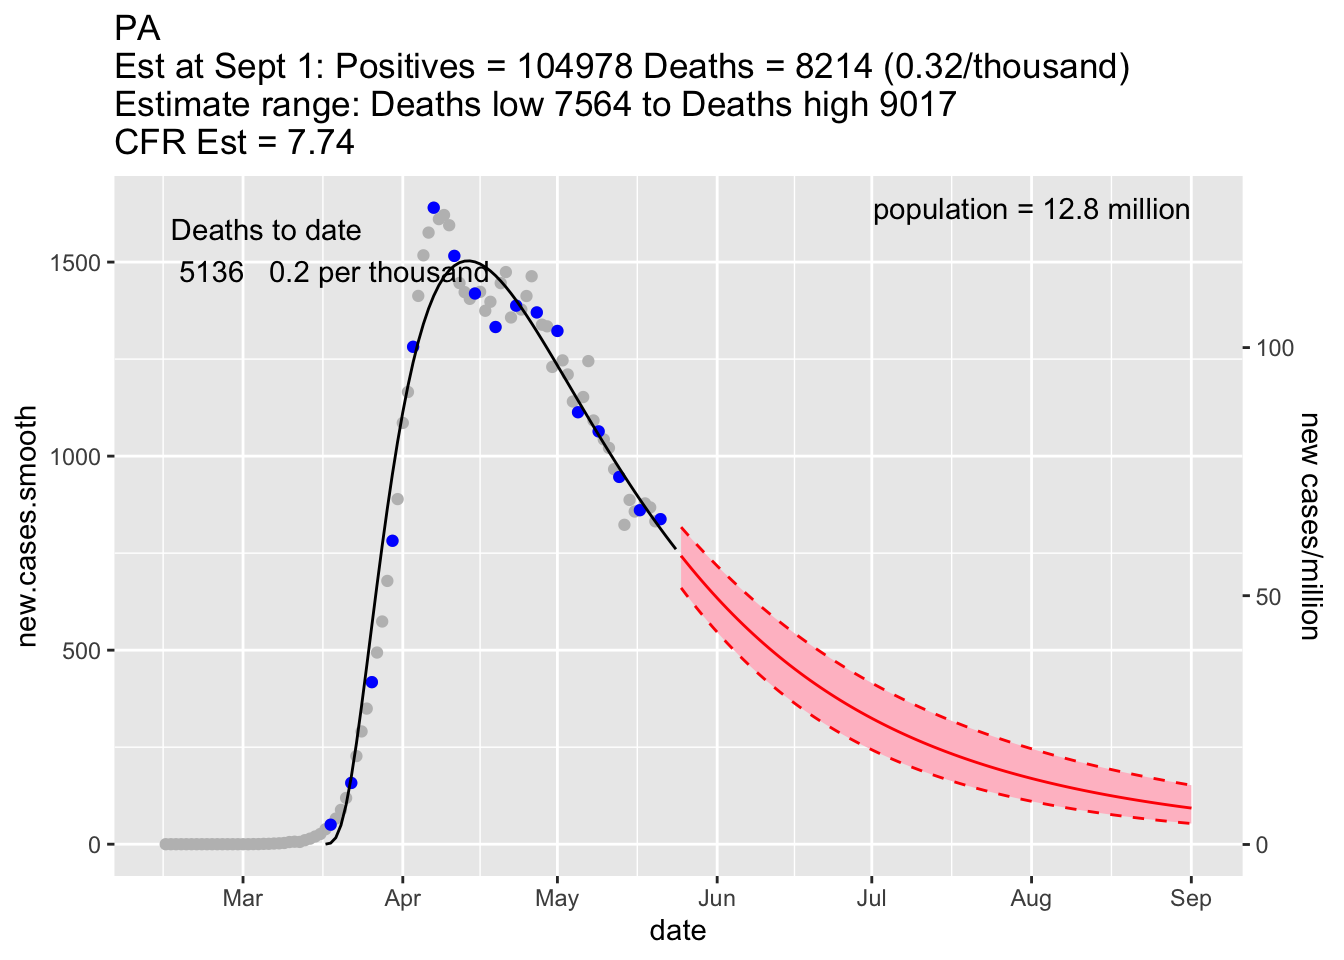 PA
Est at Sept 1: Positives = 104978 Deaths = 8214 (0.32/thousand)
Estimate range: Deaths low 7564 to Deaths high 9017
CFR Est = 7.74
Deaths to date
5136 0.2 per thousand
population = 12.8 million
1500
1000
500
0
new.cases.smooth
100
50
0
new cases/million
Mar Apr May Jun Jul Aug Sep
date